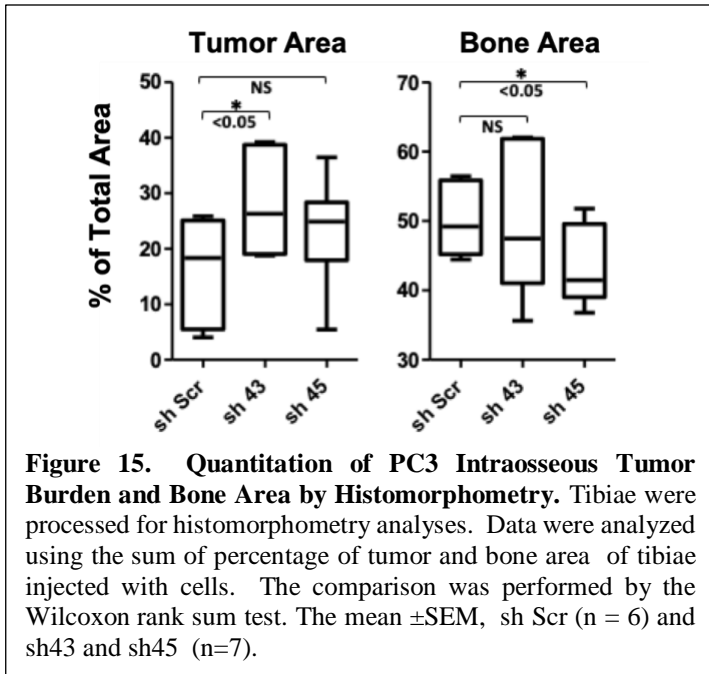 Tumor Area Bone Area
% of Total Area
50
40
30
20
10
0
NS
*
<0.05
sh Scr
sh 43
sh 45
70
60
50
40
30
*
<0.05
NS
sh Scr
sh 43
sh 45
Figure 15. Quantitation of PC3 Intraosseous Tumor
Burden and Bone Area by Histomorphometry. Tibiae were
processed for histomorphometry analyses. Data were analyzed
using the sum of percentage of tumor and bone area of tibiae
injected with cells. The comparison was performed by the
Wilcoxon rank sum test. The mean ±SEM, sh Scr (n = 6) and
sh43 and sh45 (n=7).